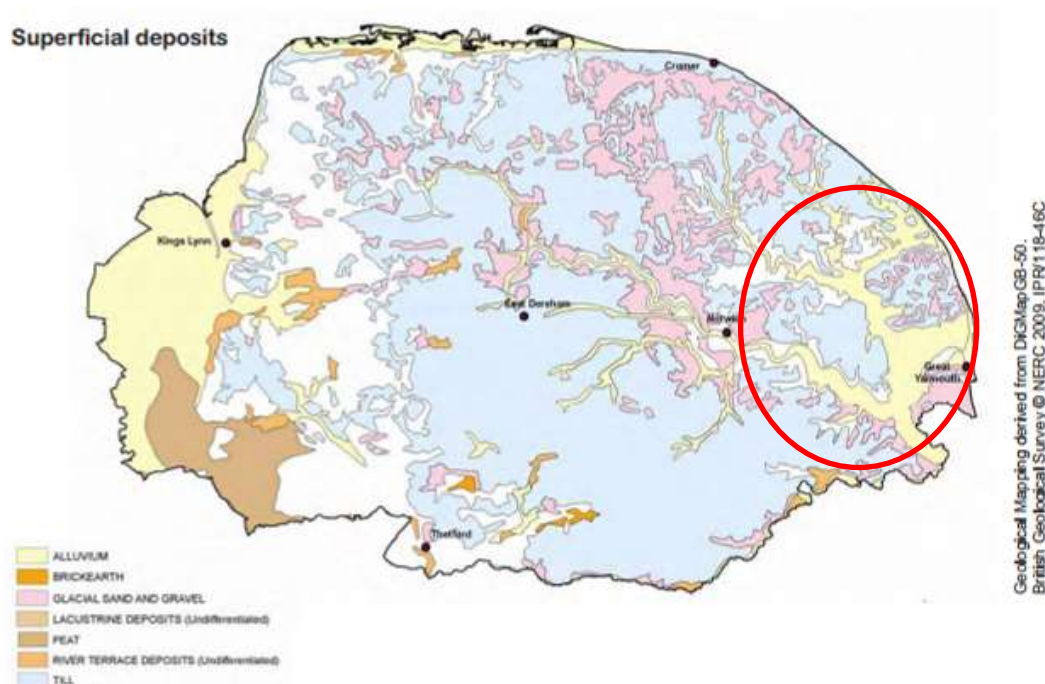 Superficial deposits
Cromer
Kings Lynn
East Dereham
Norwich
Great
Yarmouth
Thetford
ALLUVIUM
BRICKEARTH
GLACIAL SAND AND GRAVEL
LACUSTRINE DEPOSITS (Undifferentiated)
PEAT
RIVER TERRACE DEPOSITS (Undifferentiated)
TILL
Geological Mapping derived from DiGMapGB-50,
British Geological Survey © NERC 2009. IPR/118-46C